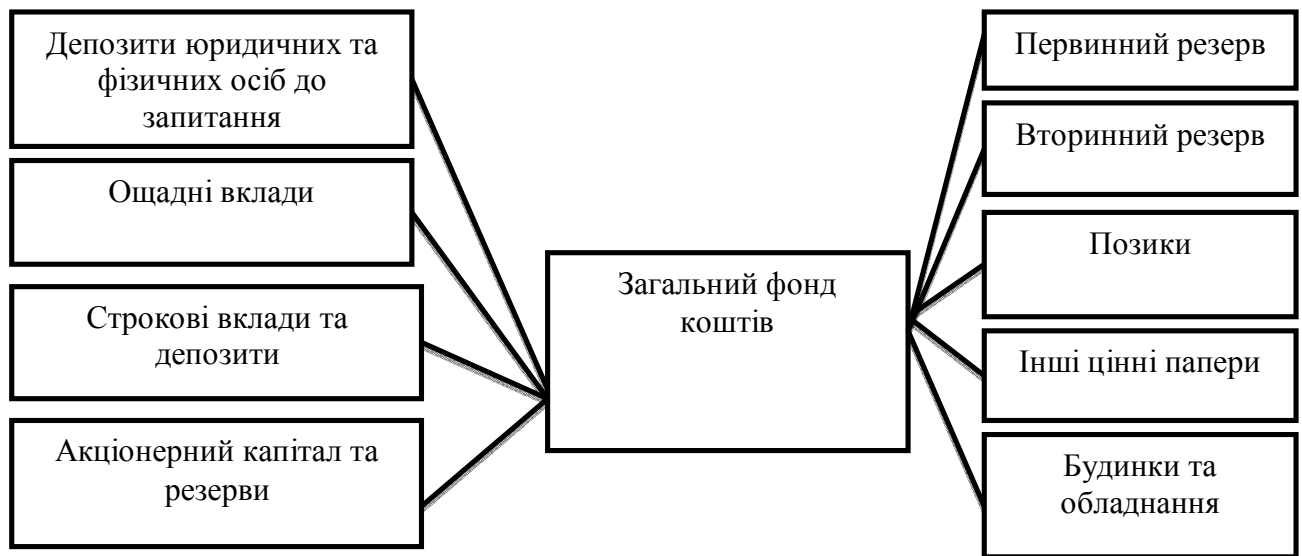 Депозити юридичних та
фізичних осіб до
запитання
Ощадні вклади
Строкові вклади та
депозити
Акціонерний капітал та
резерви
Загальний фонд
коштів
Первинний резерв
Вторинний резерв
Позики
Інші цінні папери
Будинки та
обладнання